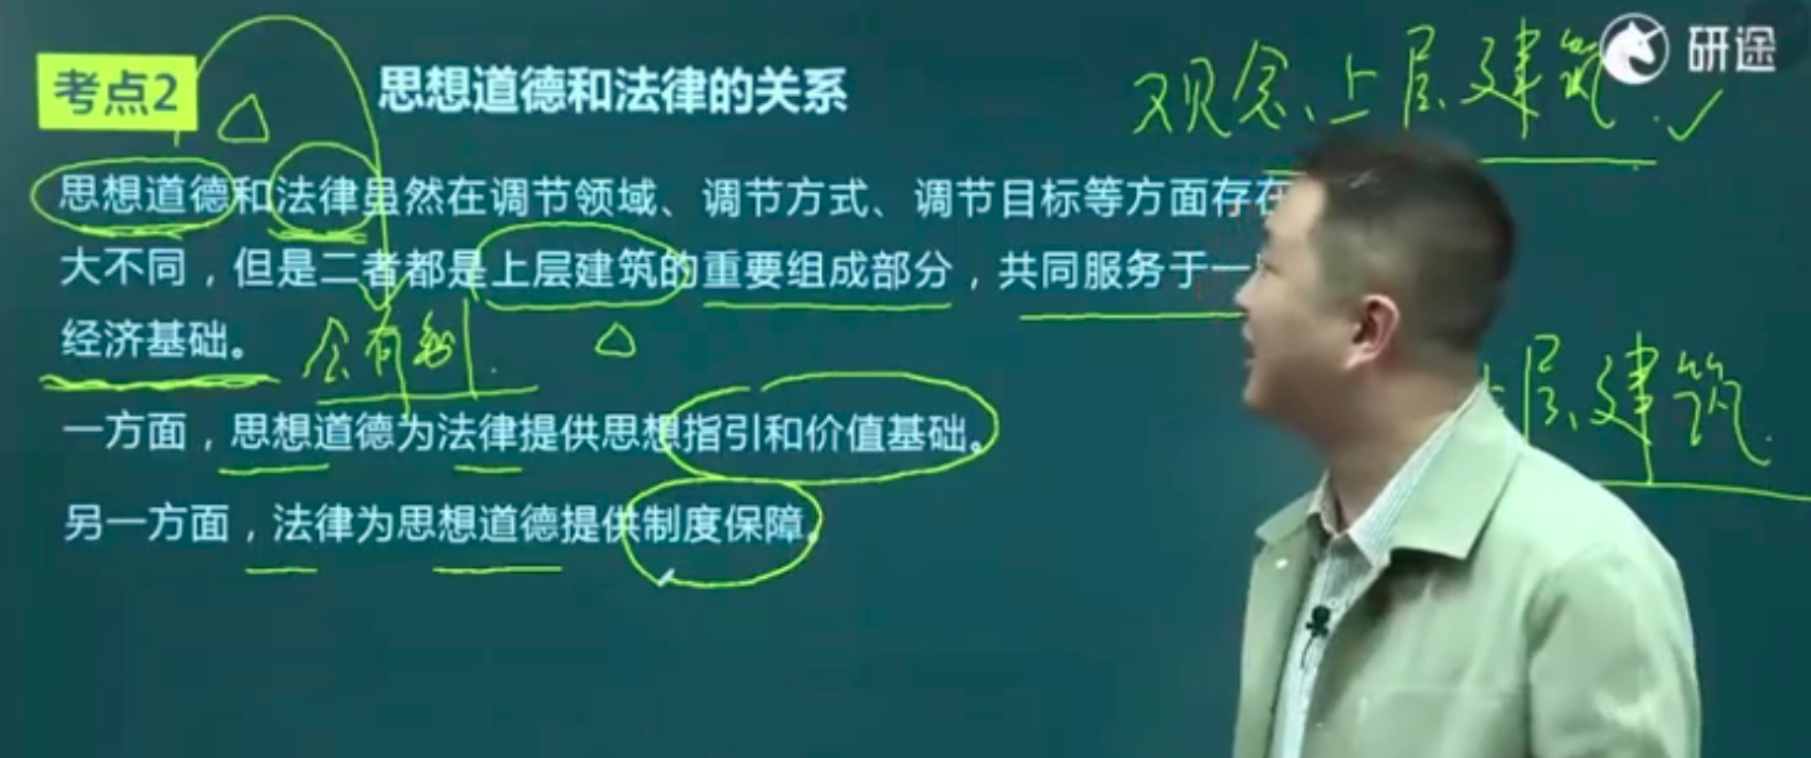 考点2
思想道德和法律的关系
观念上层建筑
研途
思想道德和法律虽然在调节领域、调节方式、调节目标等方面存在
大不同，但是二者都是上层建筑的重要组成部分，共同服务于一
经济基础。
层建筑
一方面，思想道德为法律提供思想指引和价值基础。
另一方面，法律为思想道德提供制度保障。